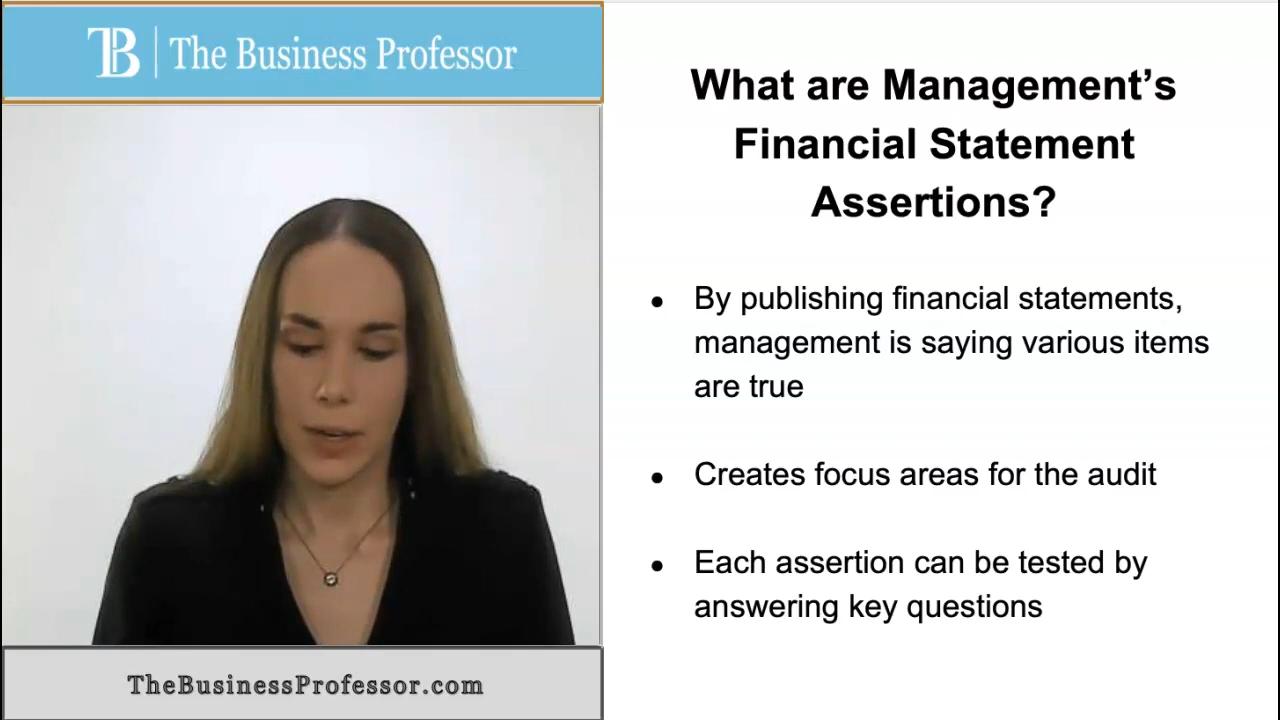 TB | The Business Professor
What are Management’s
Financial Statement
Assertions?
● By publishing financial statements,
management is saying various items
are true
● Creates focus areas for the audit
● Each assertion can be tested by
answering key questions
TheBusinessProfessor.com